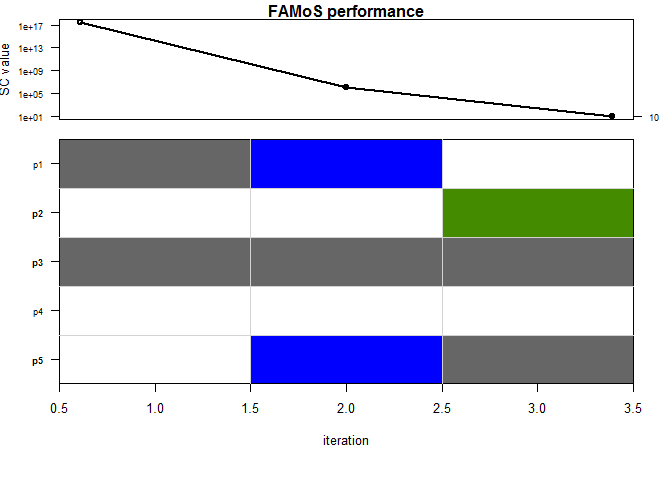 FAMoS performance
SC value
1e+17
1e+13
1e+09
1e+05
1e+01
10
p1
p2
p3
p4
p5
0.5 1.0 1.5 2.0 2.5 3.0 3.5
iteration